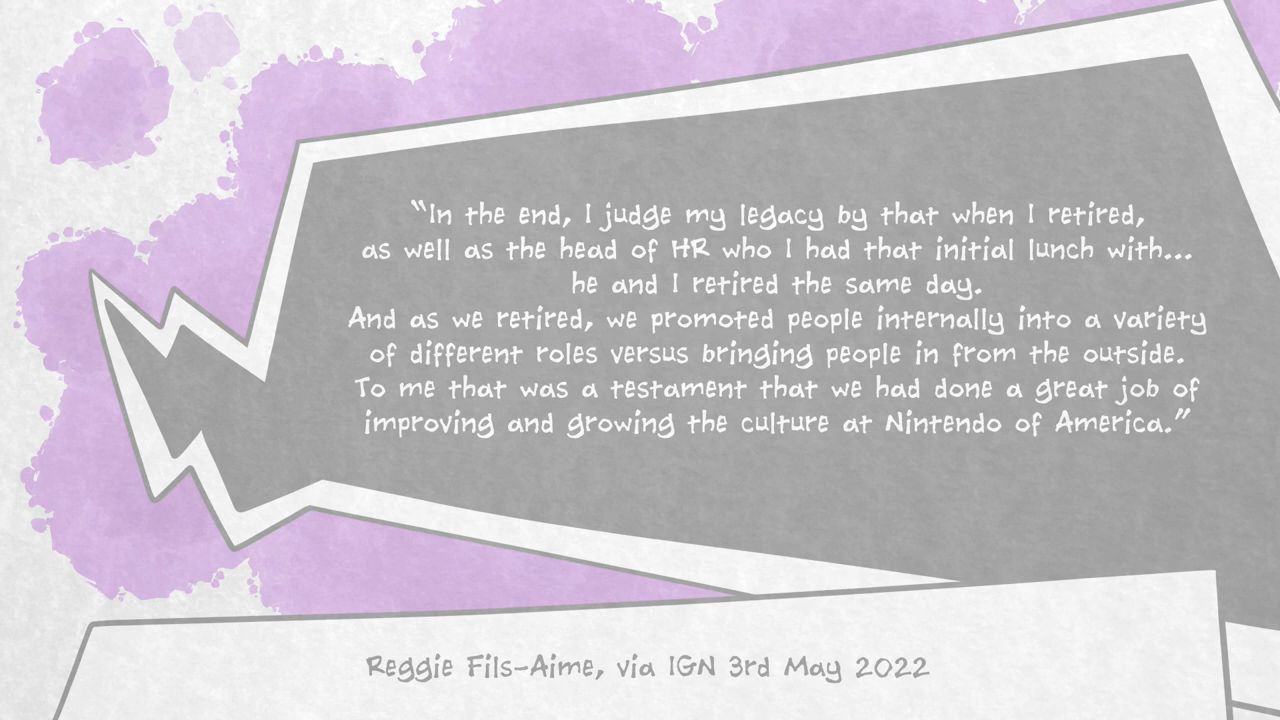 “In the end, I judge my legacy by that when I retired,
as well as the head of HR who I had that initial lunch with...
he and I retired the same day.
And as we retired, we promoted people internally into a variety
of different roles versus bringing people in from the outside.
To me that was a testament that we had done a great job of
improving and growing the culture at Nintendo of America.”
Reggie Fils-Aime, via IGN 3rd May 2022